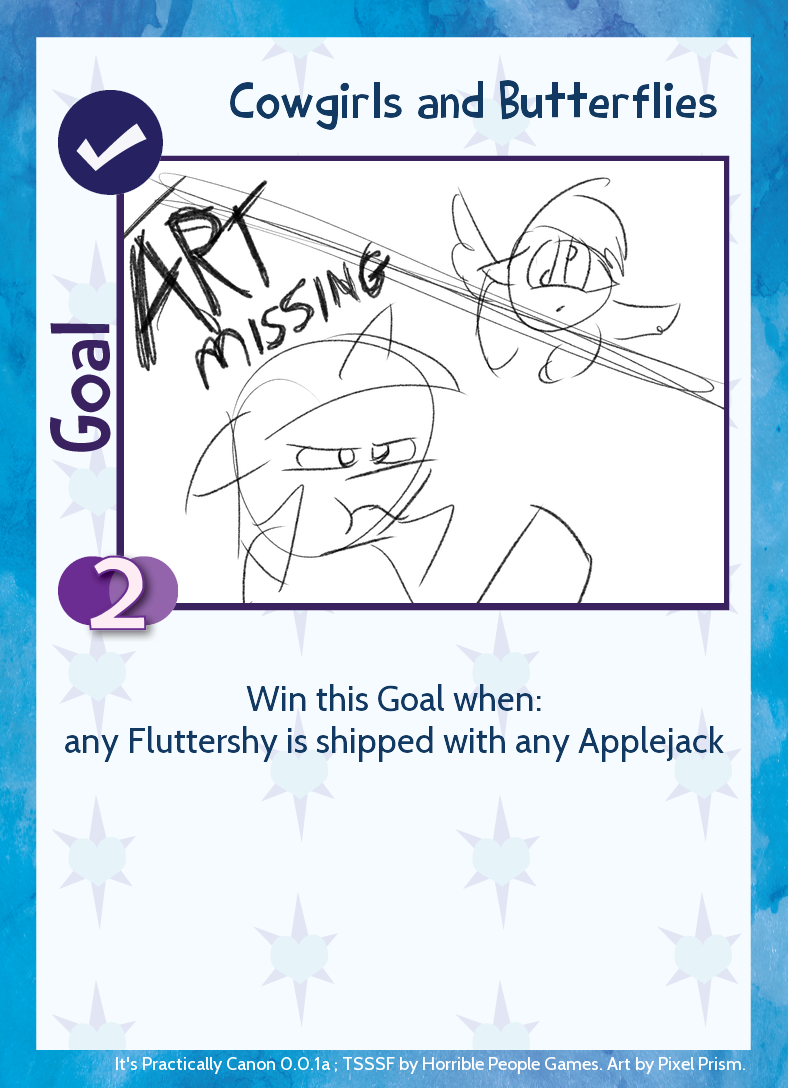 Cowgirls and Butterflies
ART
MISSING
Goal
2
Win this Goal when:
any Fluttershy is shipped with any Applejack
It's Practically Canon 0.0.1a ; TSSSF by Horrible People Games. Art by Pixel Prism.